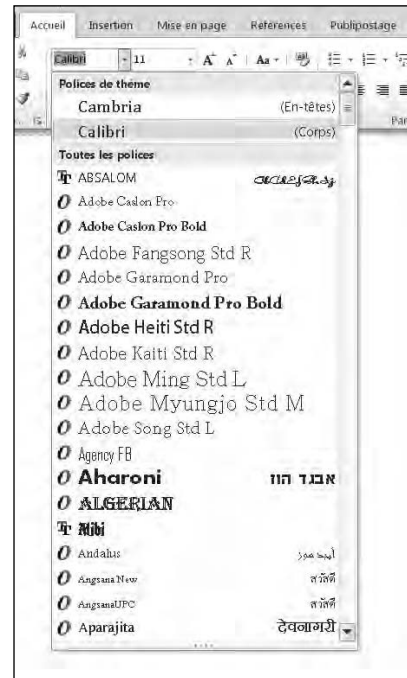 Accueil Insertion Mise en page Références Publipostage
Calibri 11 A A Aa
Par
Polices de thème
Cambria (En-têtes)
Calibri (Corps)
Toutes les polices
ABSALOM
Adobe Caslon Pro
Adobe Caslon Pro Bold
Adobe Fangsong Std R
Adobe Garamond Pro
Adobe Garamond Pro Bold
Adobe Heiti Std R
Adobe Kaiti Std R
Adobe Ming Std L
Adobe Myungjo Std M
Adobe Song Std L
Agency FB
Aharoni אבגד הוז
ALGERIAN
Alibi
Andalus أبجد هوز
Angsana New สวัสดี
AngsanaUPC สวัสดี
Aparajita देवनागरी